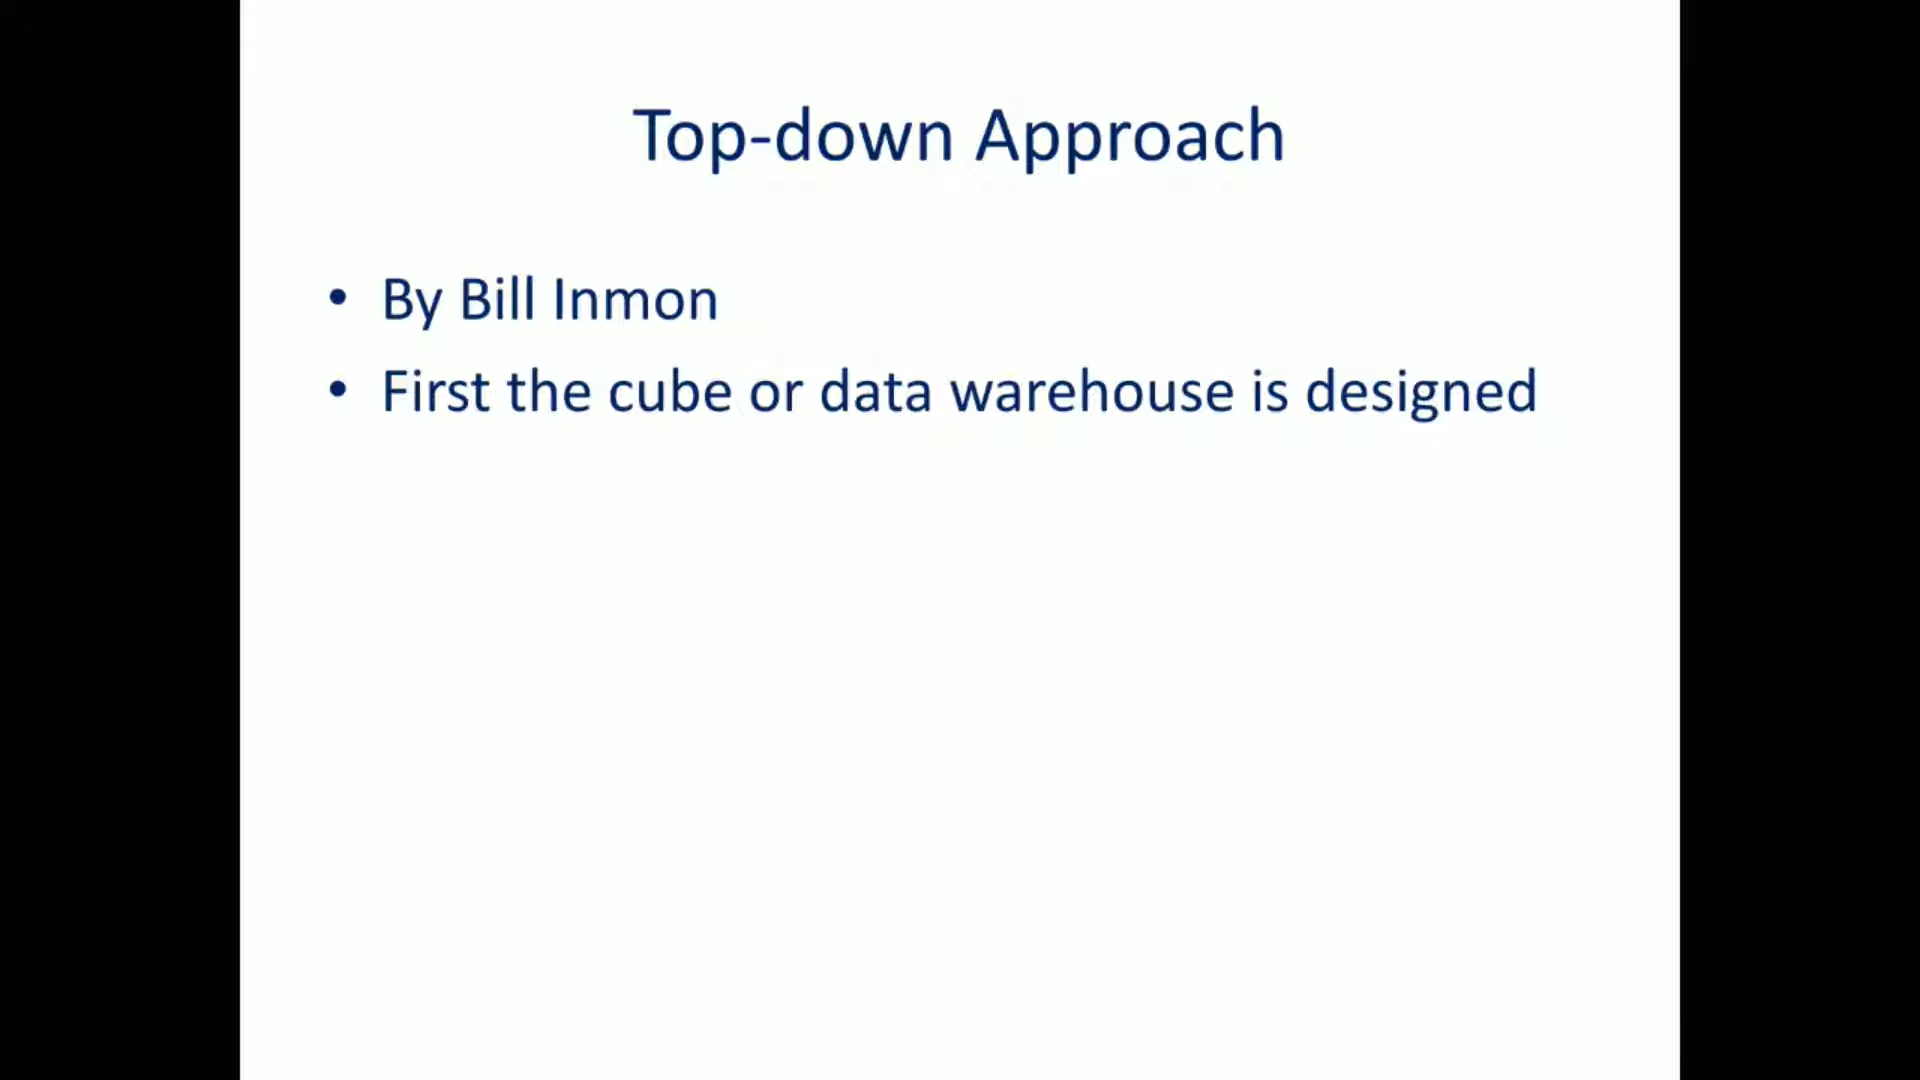 Top-down Approach
• By Bill Inmon
• First the cube or data warehouse is designed